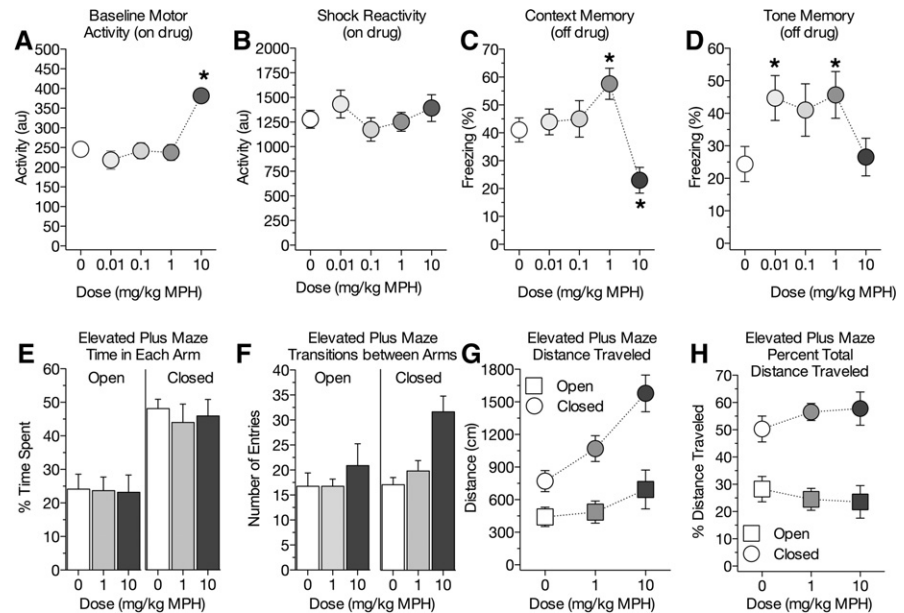 A
Baseline Motor
Activity (on drug)
Activity (au)
500
450
400
350
300
250
200
150
100
50
0
*
0 0.01 0.1 1 10
Dose (mg/kg MPH)
B
Shock Reactivity
(on drug)
Activity (au)
2000
1750
1500
1250
1000
750
500
250
0
0 0.01 0.1 1 10
Dose (mg/kg MPH)
C
Context Memory
(off drug)
Freezing (%)
70
60
50
40
30
20
10
0
*
*
0 0.01 0.1 1 10
Dose (mg/kg MPH)
D
Tone Memory
(off drug)
Freezing (%)
60
50
40
30
20
10
0
* *
0 0.01 0.1 1 10
Dose (mg/kg MPH)
E
Elevated Plus Maze
Time in Each Arm
Open Closed
% Time Spent
60
50
40
30
20
10
0
0 1 10 0 1 10
Dose (mg/kg MPH)
F
Elevated Plus Maze
Transitions between Arms
Open Closed
Number of Entries
40
35
30
25
20
15
10
5
0
0 1 10 0 1 10
Dose (mg/kg MPH)
G
Elevated Plus Maze
Distance Traveled
Open
Closed
Distance (cm)
1800
1500
1200
900
600
300
0
0 1 10
Dose (mg/kg MPH)
H
Elevated Plus Maze
Percent Total
Distance Traveled
% Distance Traveled
70
60
50
40
30
20
10
0
Open
Closed
0 1 10
Dose (mg/kg MPH)